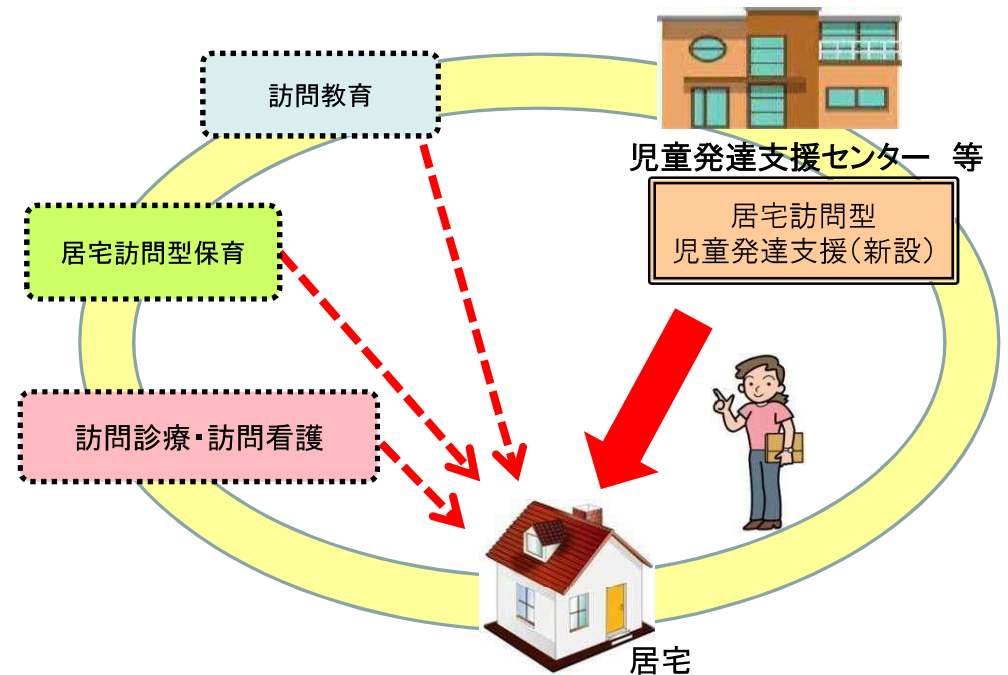 訪問教育
児童発達支援センター　等
居宅訪問型
児童発達支援（新設）
居宅訪問型保育
訪問診療・訪問看護
居宅